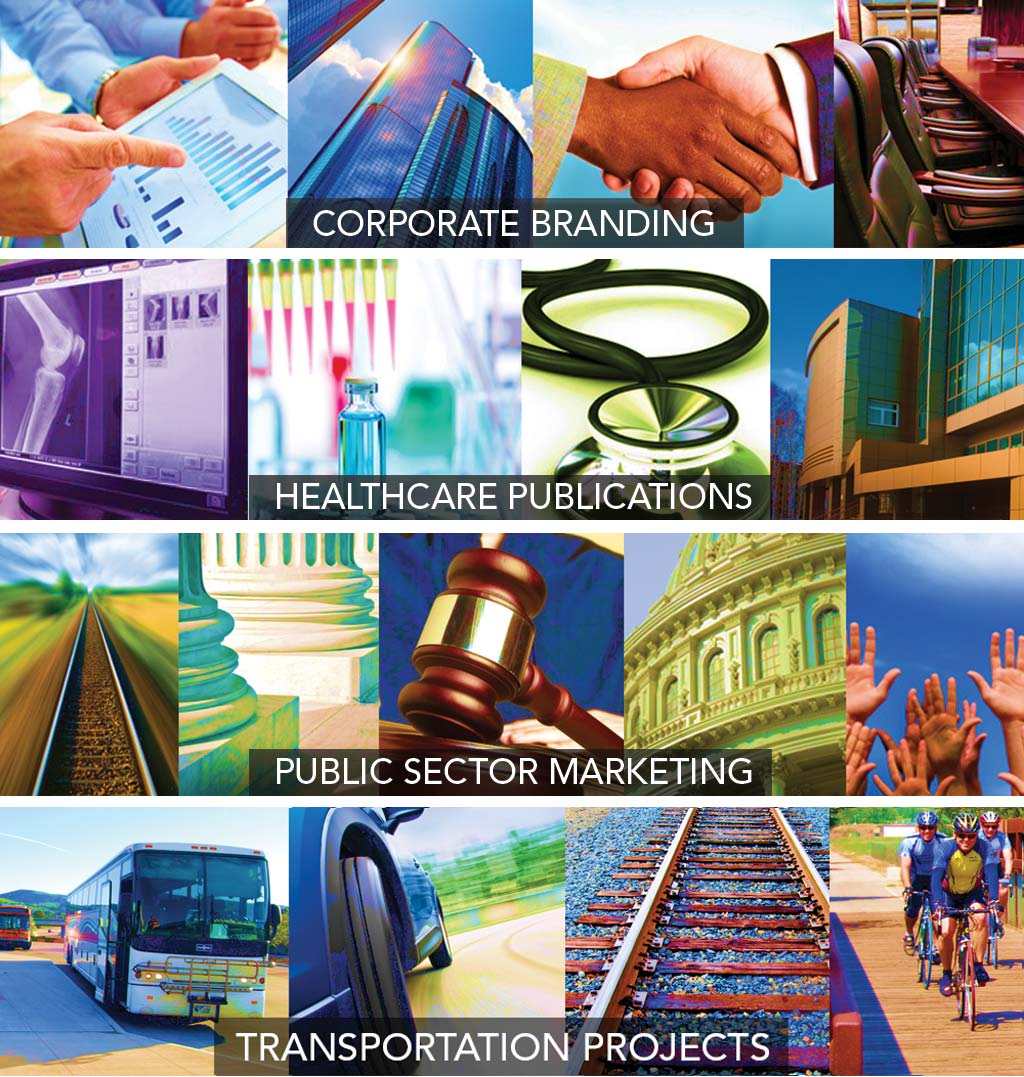 CORPORATE BRANDING
HEALTHCARE PUBLICATIONS
PUBLIC SECTOR MARKETING
TRANSPORTATION PROJECTS